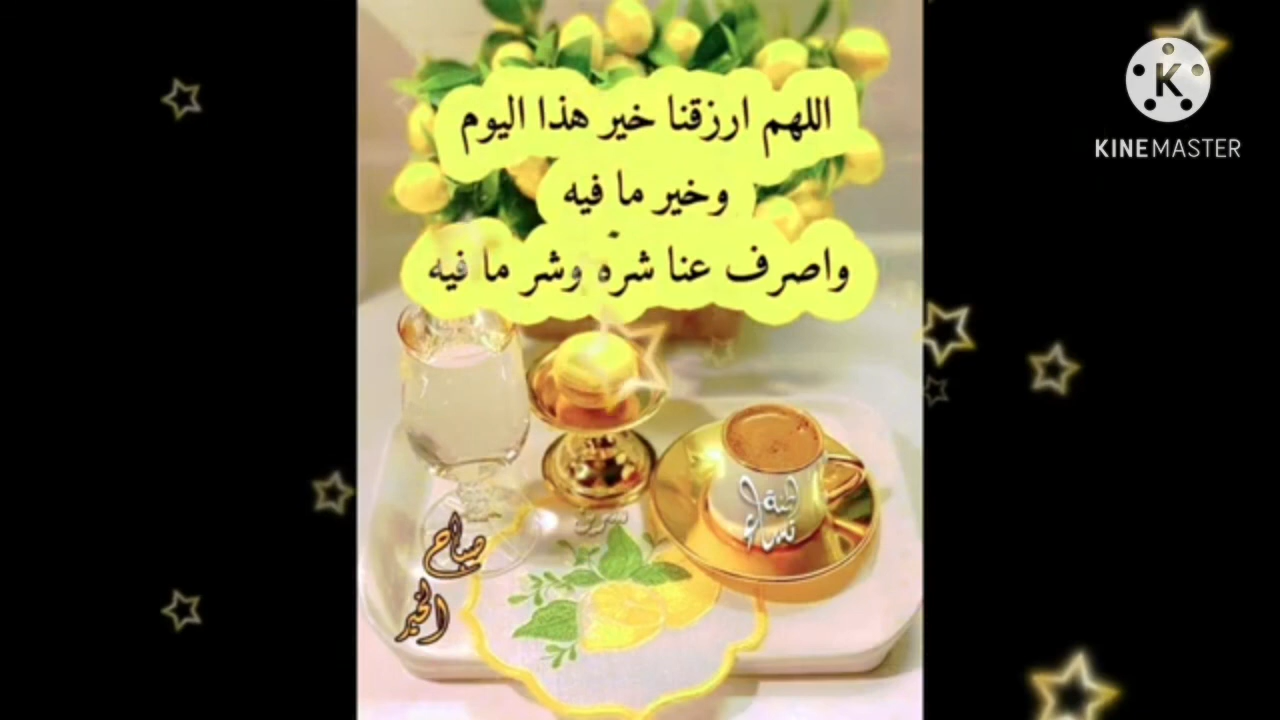 اللهم ارزقنا خير هذا اليوم
وخير ما فيه
واصرف عنا شره وشر ما فيه
صباح
الخير
K
KINEMASTER